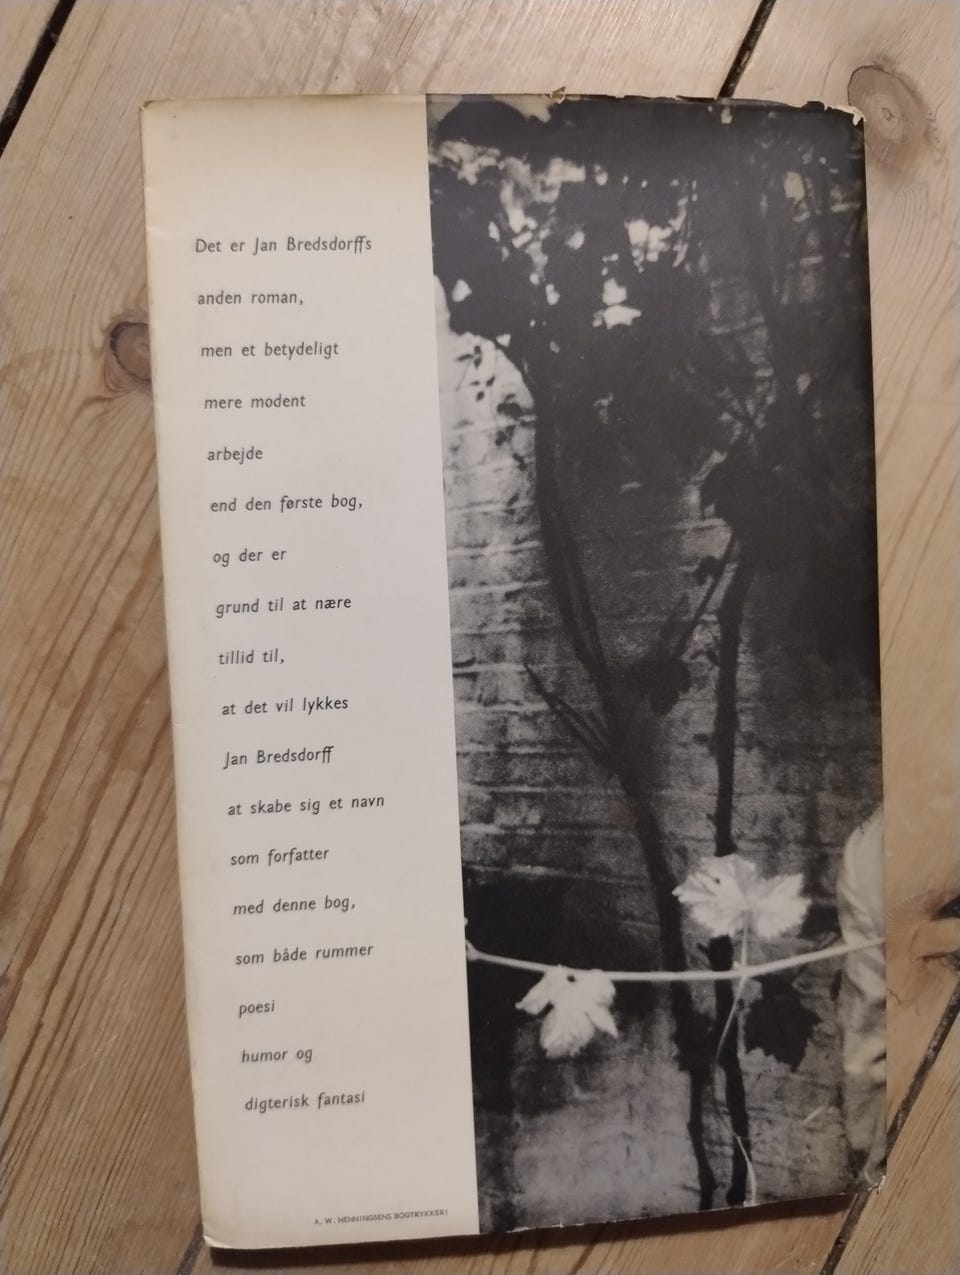 Det er Jan Bredsdorffs
anden roman,
men et betydeligt
mere modent
arbejde
end den første bog,
og der er
grund til at nære
tillid til,
at det vil lykkes
Jan Bredsdorff
at skabe sig et navn
som forfatter
med denne bog,
som både rummer
poesi
humor og
digterisk fantasi
A. W. HENNINGSENS BOGTRYKKERI